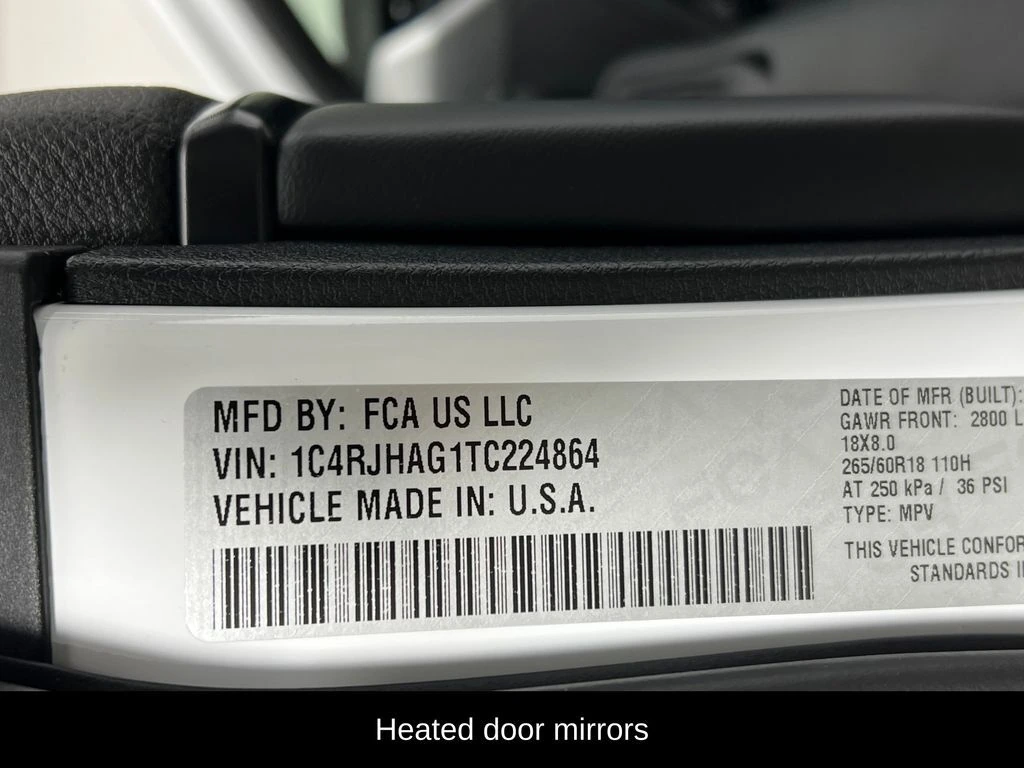 MFD BY: FCA US LLC
VIN: 1C4RJHAG1TC224864
VEHICLE MADE IN: U.S.A.
DATE OF MFR (BUILT):
GAWR FRONT: 2800 L
18X8.0
265/60R18 110H
AT 250 kPa / 36 PSI
TYPE: MPV
THIS VEHICLE CONFOR
STANDARDS I
Heated door mirrors